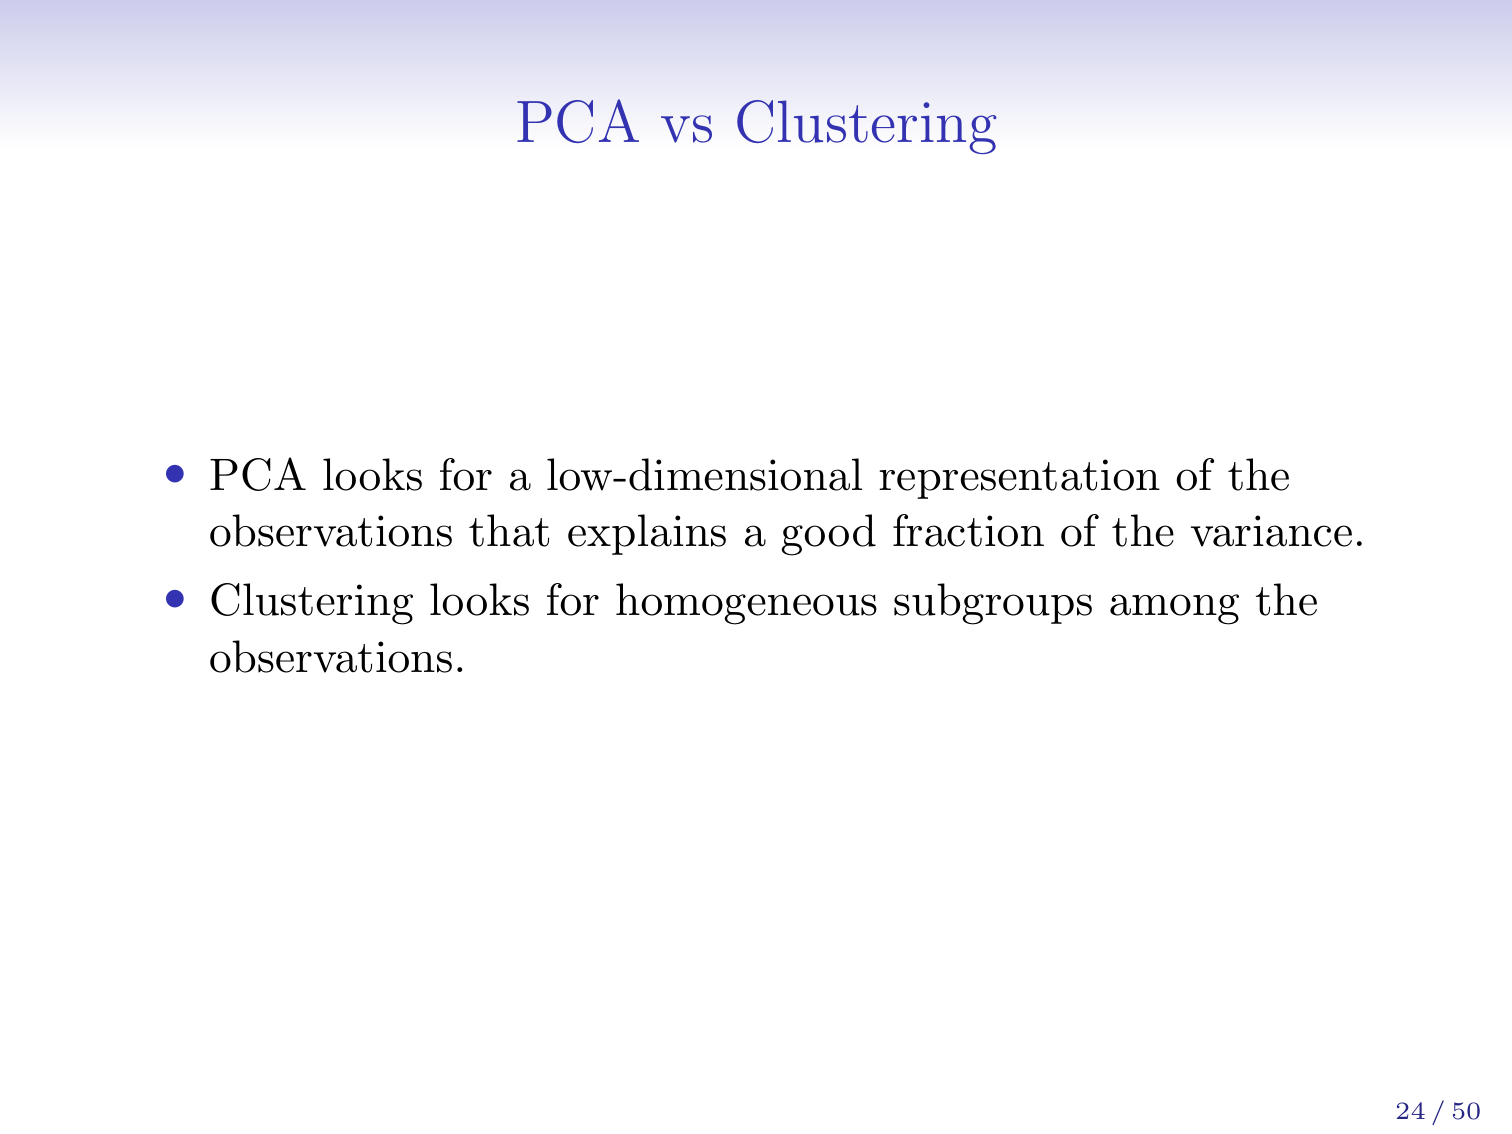 PCA vs Clustering
• PCA looks for a low-dimensional representation of the
observations that explains a good fraction of the variance.
• Clustering looks for homogeneous subgroups among the
observations.
24 / 50